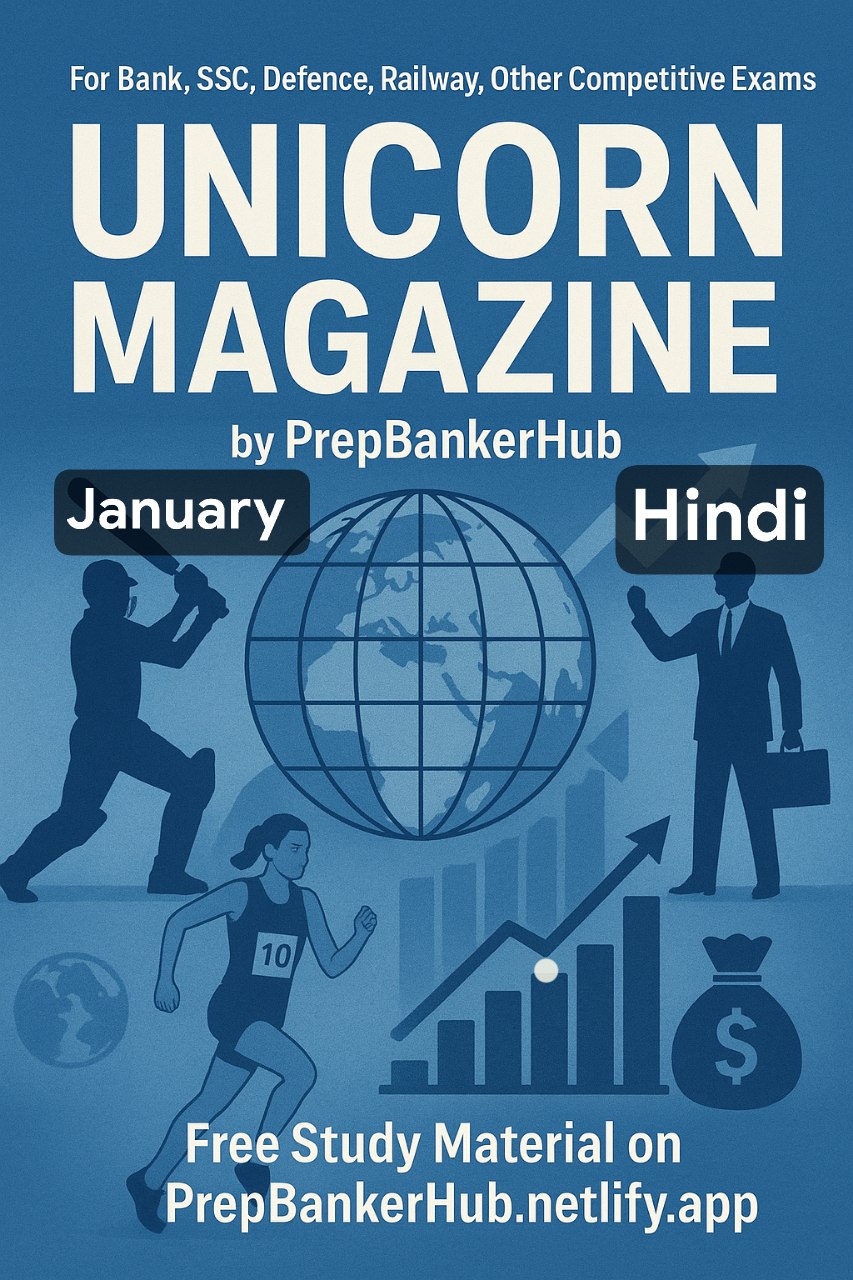 For Bank, SSC, Defence, Railway, Other Competitive Exams
UNICORN
MAGAZINE
by PrepBankerHub
January
Hindi
10
$
Free Study Material on
PrepBankerHub.netlify.app